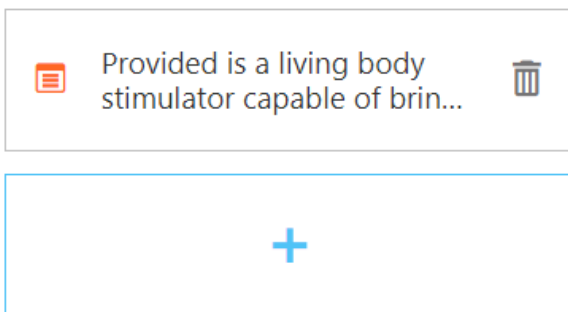 Provided is a living body
stimulator capable of brin...